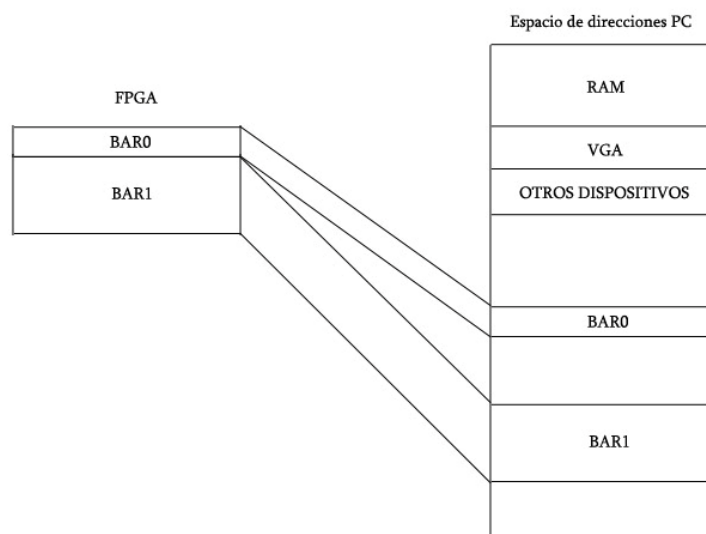 Espacio de direcciones PC
RAM
FPGA
BAR0
VGA
BAR1
OTROS DISPOSITIVOS
BAR0
BAR1